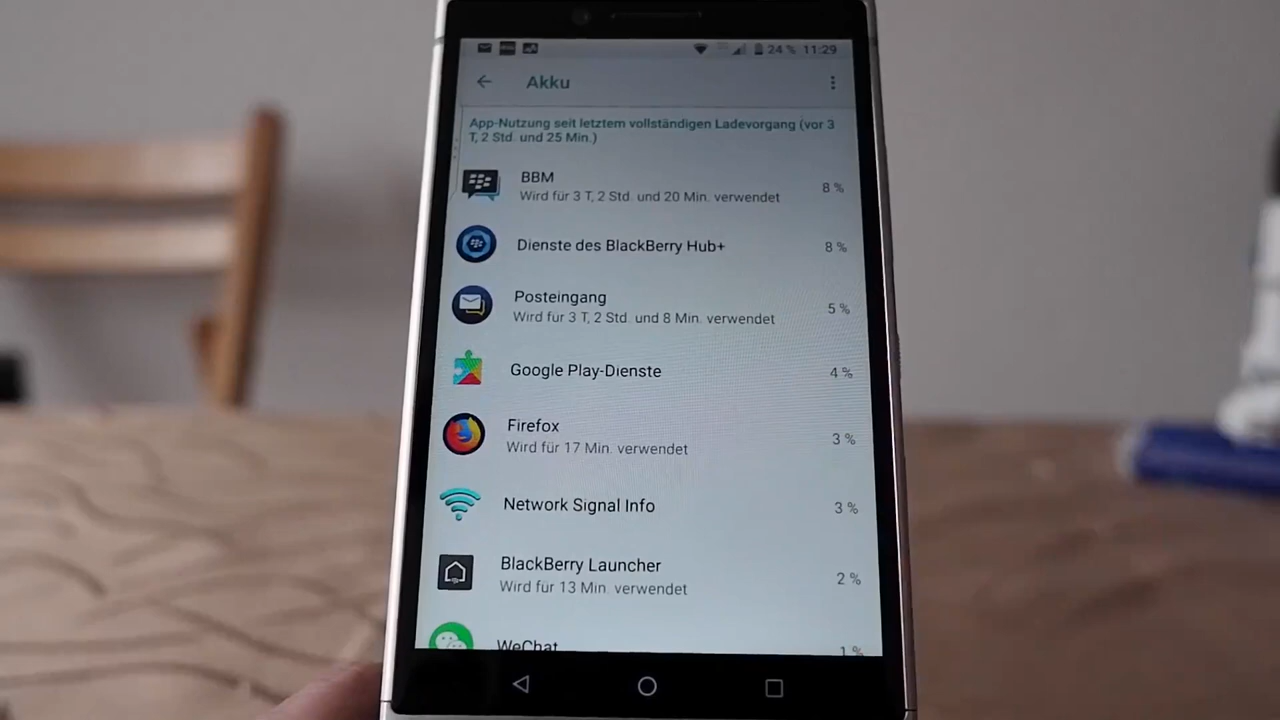 24 % 11:29
Akku
App-Nutzung seit letztem vollständigen Ladevorgang (vor 3
T, 2 Std. und 25 Min.)
BBM
Wird für 3 T, 2 Std. und 20 Min. verwendet
8 %
Dienste des BlackBerry Hub+
8 %
Posteingang
Wird für 3 T, 2 Std. und 8 Min. verwendet
5 %
Google Play-Dienste
4 %
Firefox
Wird für 17 Min. verwendet
3 %
Network Signal Info
3 %
BlackBerry Launcher
Wird für 13 Min. verwendet
2 %
WeChat
1 %